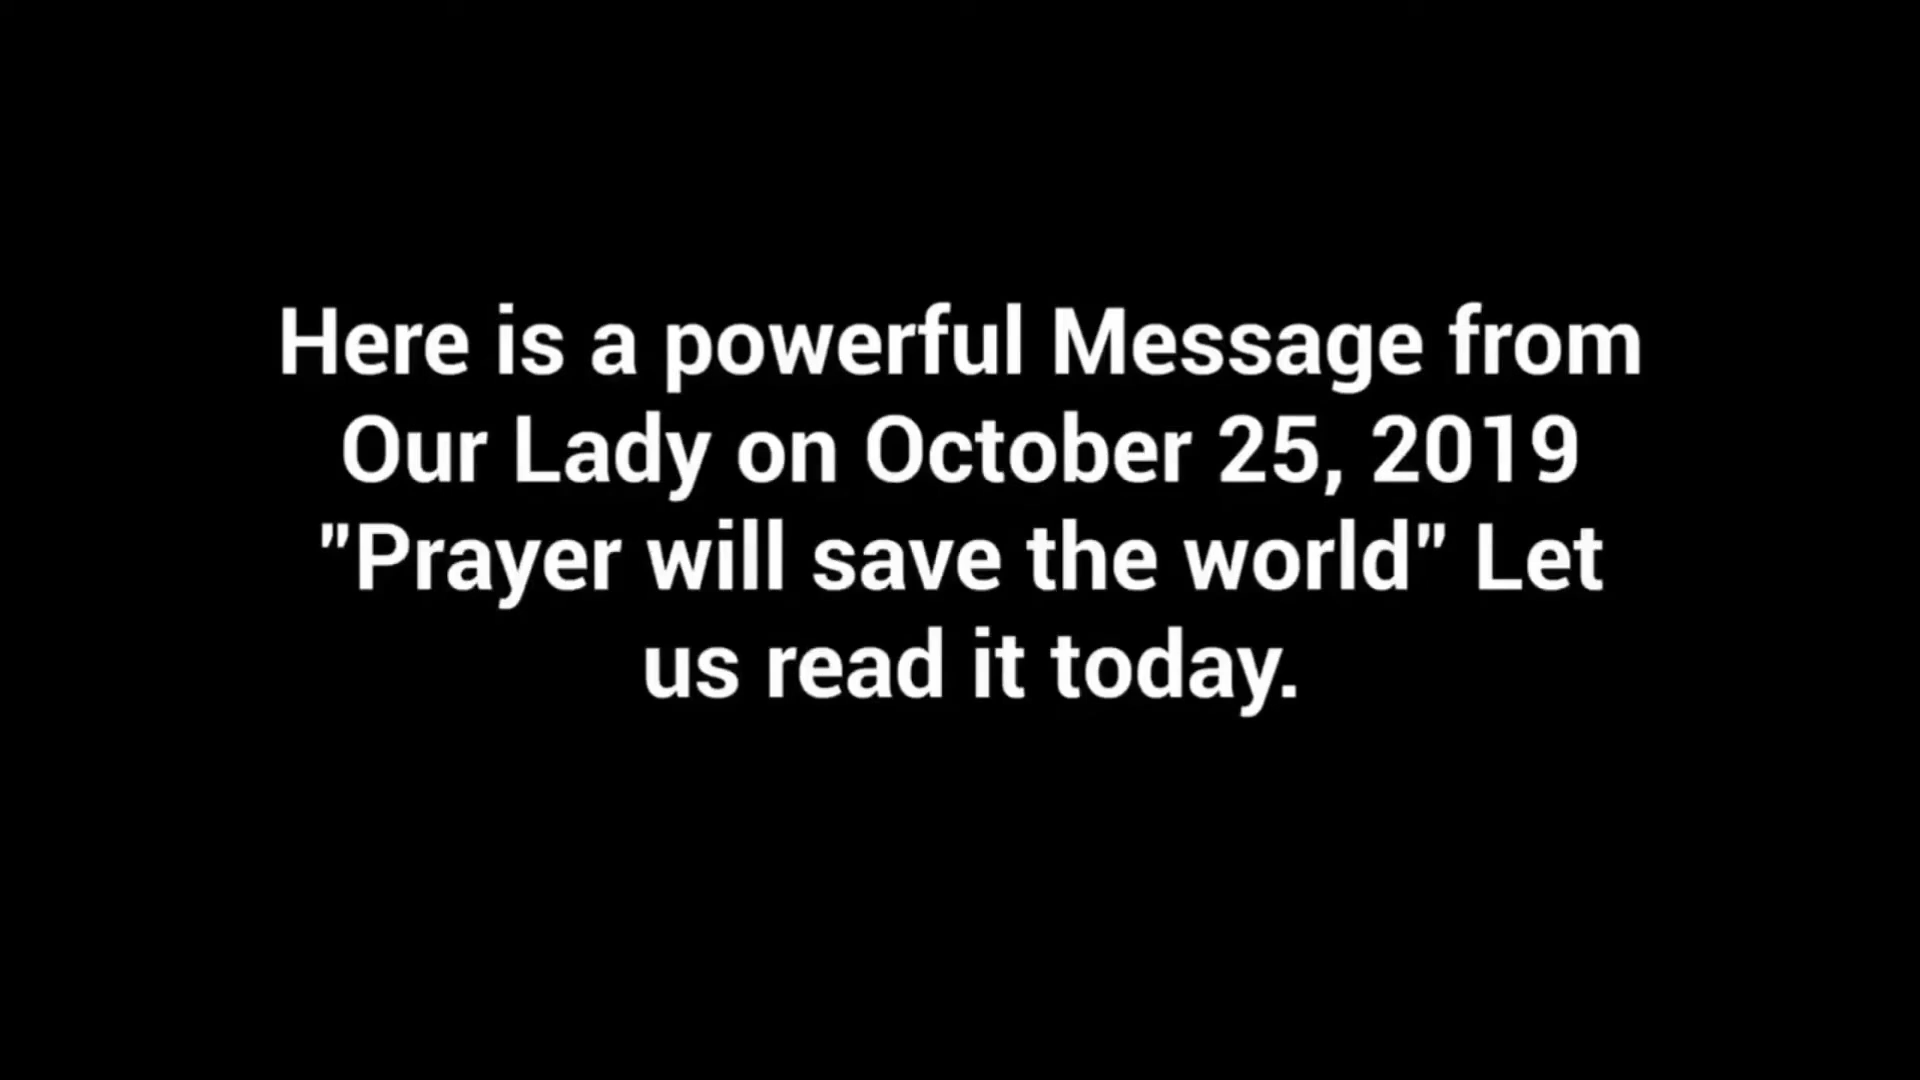 Here is a powerful Message from
Our Lady on October 25, 2019
"Prayer will save the world" Let
us read it today.